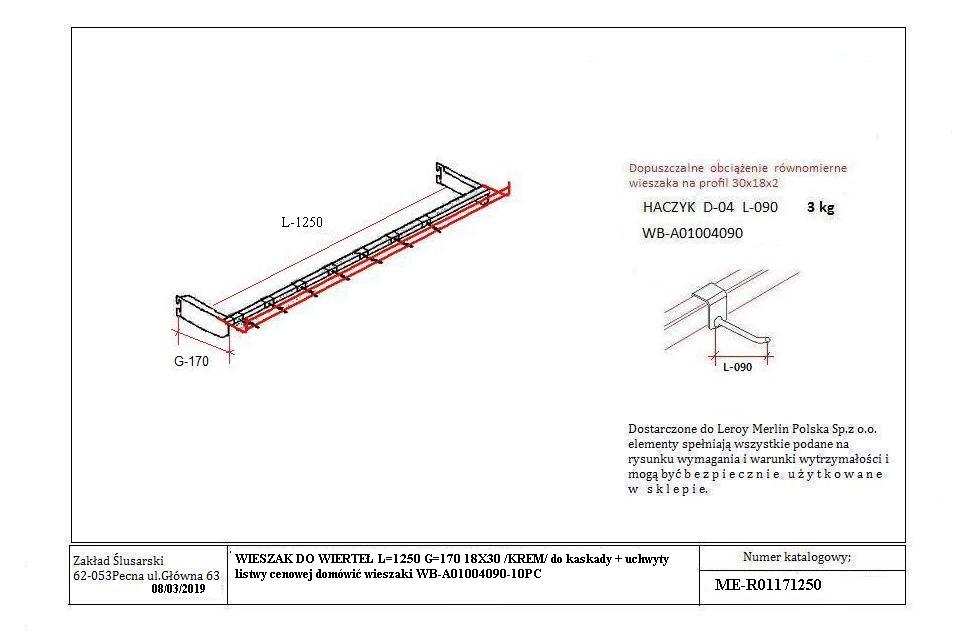 Dopuszczalne obciążenie równomierne
wieszaka na profil 30x18x2
HACZYK D-04 L-090 3 kg
WB-A01004090
L-1250
G-170
L-090
Dostarczone do Leroy Merlin Polska Sp.z o.o.
elementy spełniają wszystkie podane na
rysunku wymagania i warunki wytrzymałości i
mogą być b e z p i e c z n i e u ż y t k o w a n e
w s k l e p i e.
Zakład Ślusarski
62-053Pecna ul.Główna 63
08/03/2019
WIESZAK DO WIERTEŁ L=1250 G=170 18X30 /KREM/ do kaskady + uchwyty
listwy cenowej domówić wieszaki WB-A01004090-10PC
Numer katalogowy;
ME-R01171250